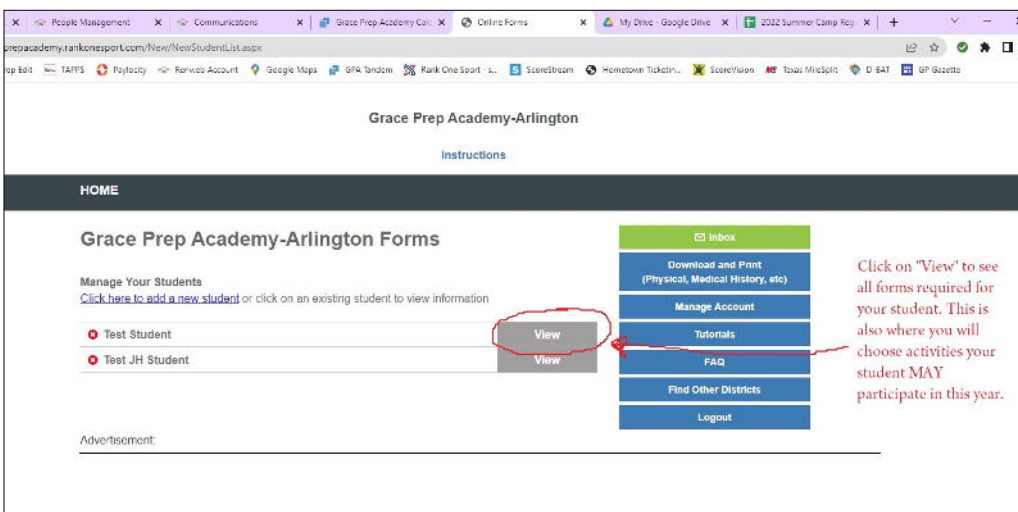 People Management
Communications
Grace Prep Academy Cal
Online Forms
My Drive - Google Drive
2022 Summer Camp Reg
prepacademy.rankonesport.com/New/NewStudentList.aspx
rep Edit TAPPS Paylocity Renweb Account Google Maps GPA Tandem Rank One Sport - s... ScoreStream Hometown Ticketin... ScoreVision Texas MileSplit D-BAT GP Gazette
Grace Prep Academy-Arlington
Instructions
HOME
Grace Prep Academy-Arlington Forms
Manage Your Students
Click here to add a new student or click on an existing student to view information
Test Student View
Test JH Student View
Inbox
Download and Print
(Physical, Medical History, etc)
Manage Account
Tutorials
FAQ
Find Other Districts
Logout
Click on "View" to see
all forms required for
your student. This is
also where you will
choose activities your
student MAY
participate in this year.
Advertisement: